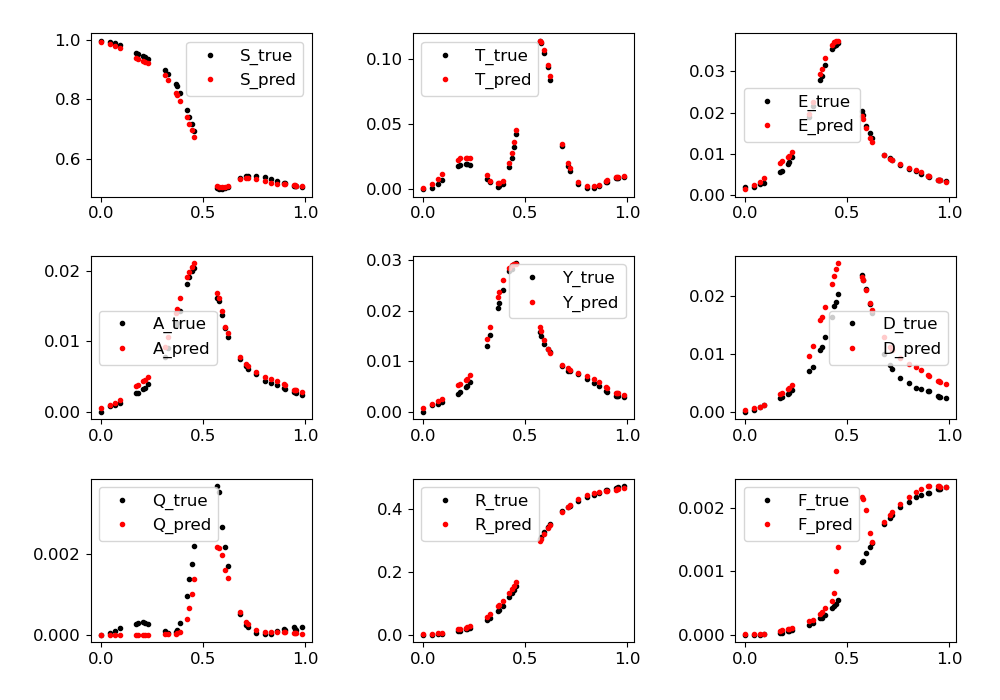 1.0
0.8
0.6
S_true
S_pred
0.0 0.5 1.0
0.10
0.05
0.00
T_true
T_pred
0.0 0.5 1.0
0.03
0.02
0.01
0.00
E_true
E_pred
0.0 0.5 1.0
0.02
0.01
0.00
A_true
A_pred
0.0 0.5 1.0
0.03
0.02
0.01
0.00
Y_true
Y_pred
0.0 0.5 1.0
0.02
0.01
0.00
D_true
D_pred
0.0 0.5 1.0
0.002
0.000
Q_true
Q_pred
0.0 0.5 1.0
0.4
0.2
0.0
R_true
R_pred
0.0 0.5 1.0
0.002
0.001
0.000
F_true
F_pred
0.0 0.5 1.0